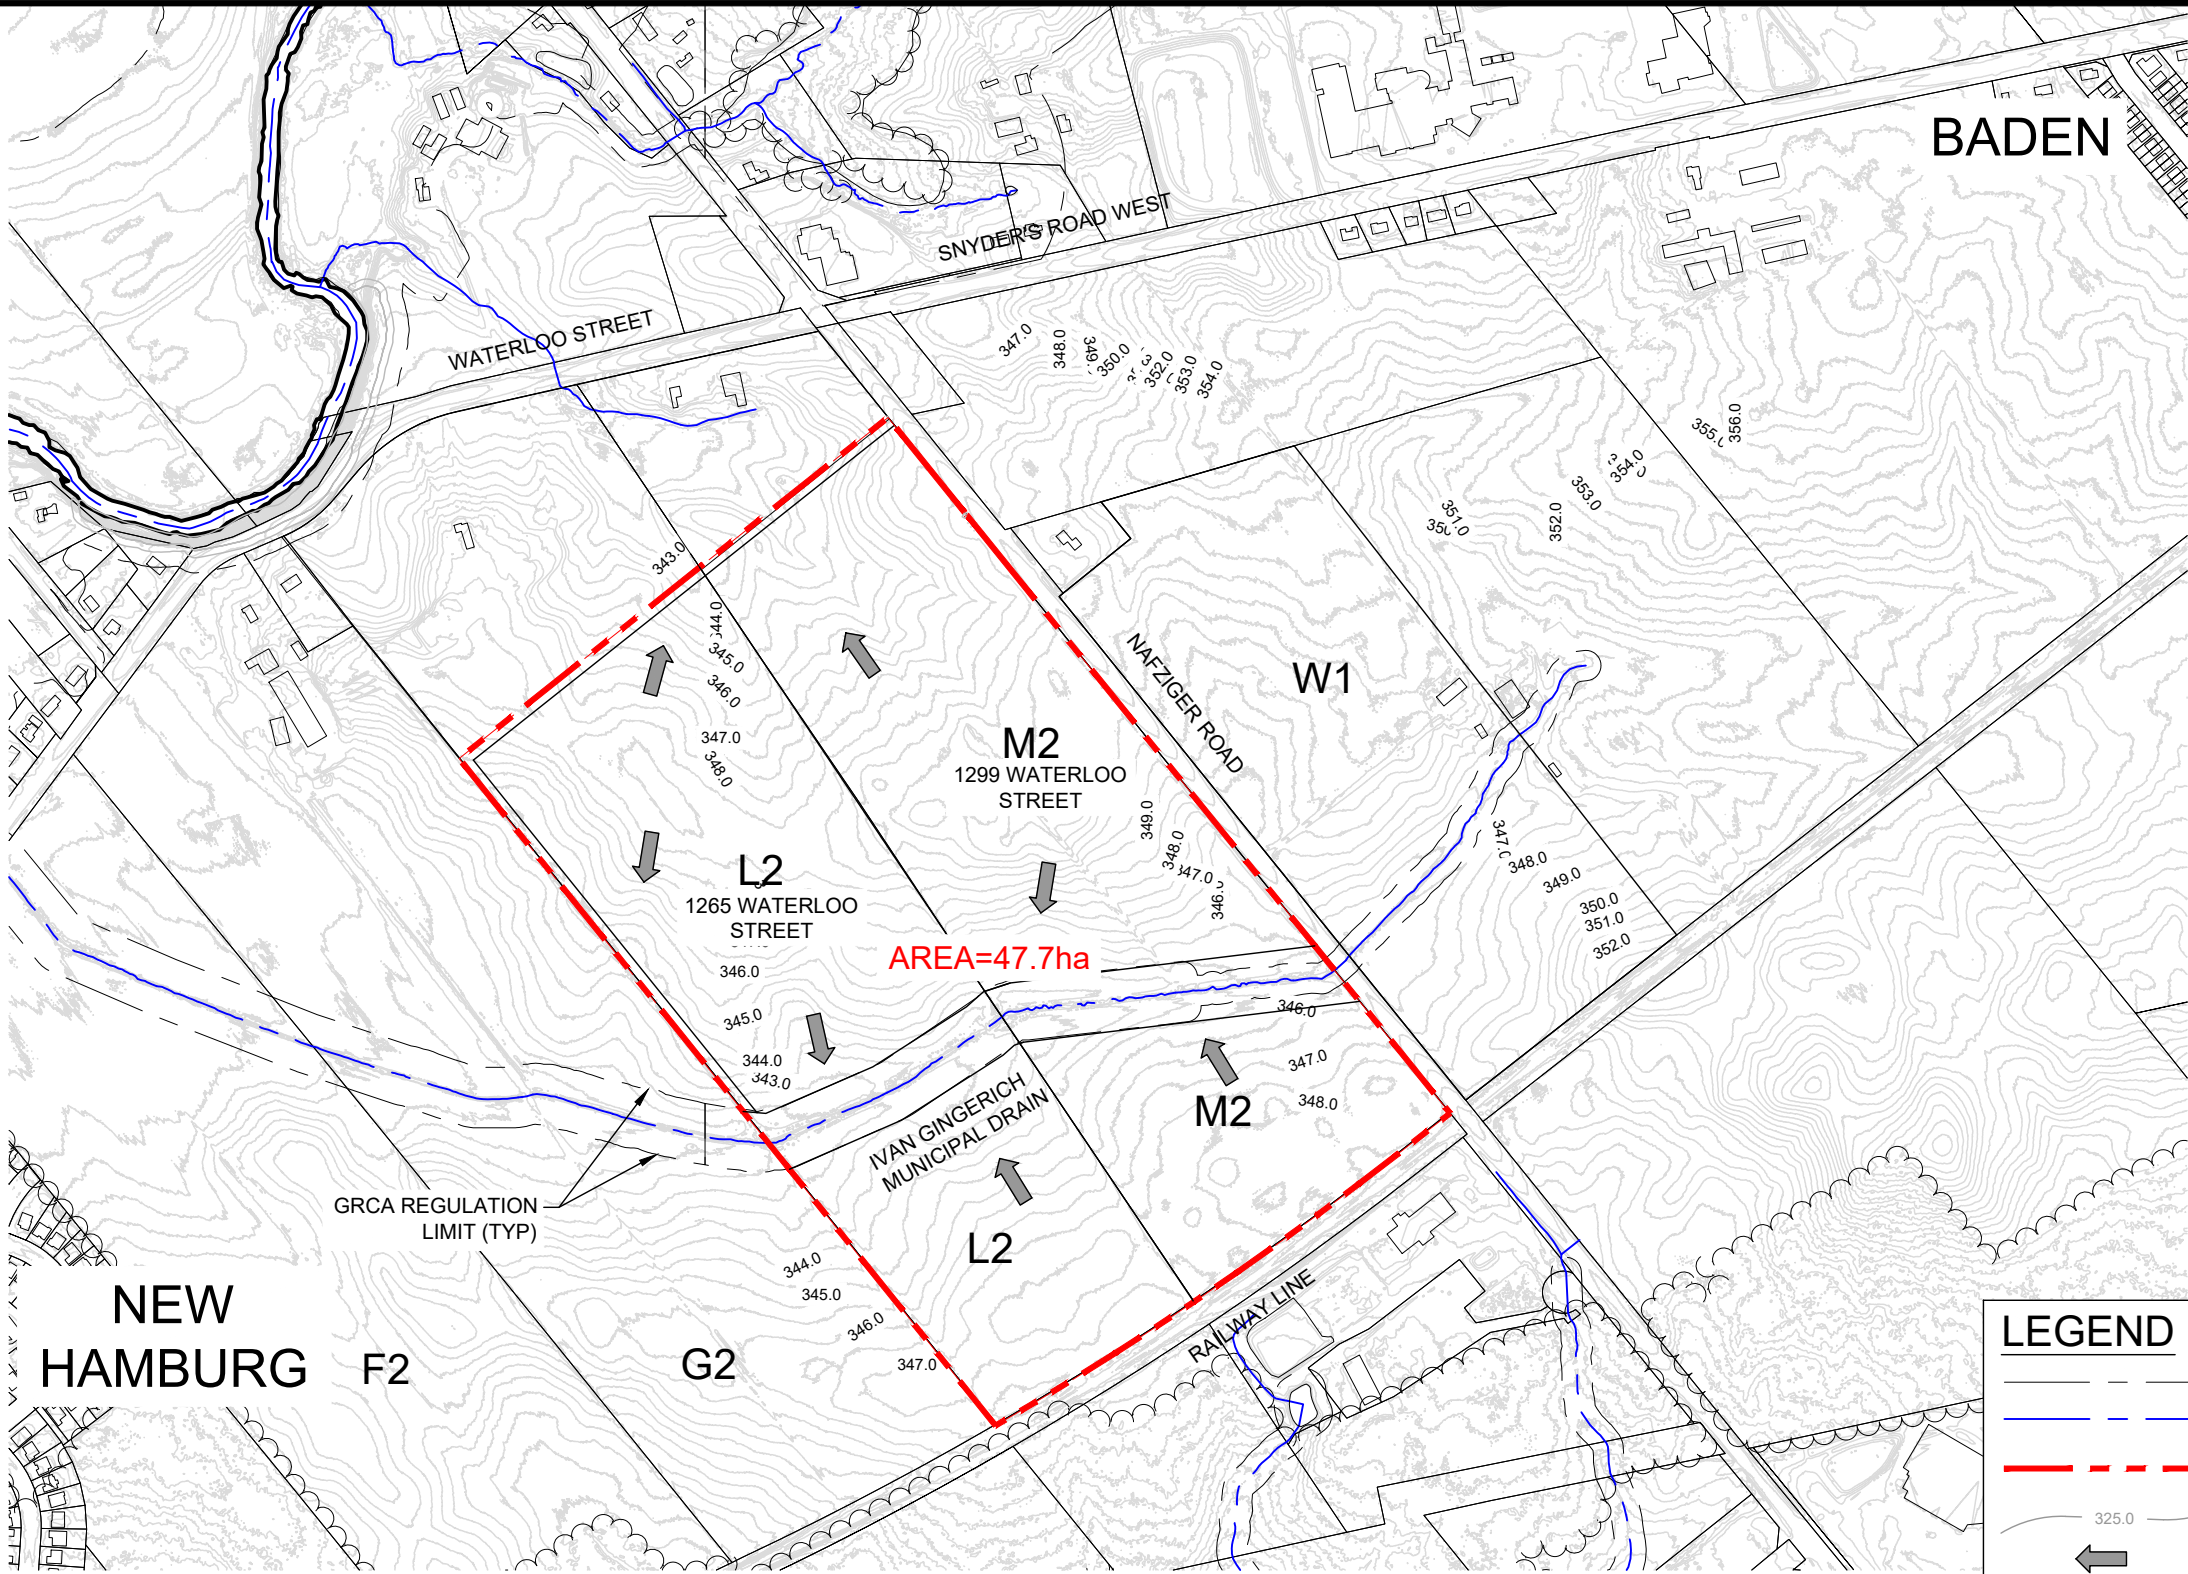 BADEN
SNYDER'S ROAD WEST
WATERLOO STREET
347.0
348.0
350.0
352.0
353.0
354.0
356.0
354.0
353.0
352.0
351.0
343.0
345.0
346.0
347.0
348.0
NAFZIGER ROAD
W1
M2
1299 WATERLOO
STREET
349.0
348.0
347.0
L2
1265 WATERLOO
STREET
AREA=47.7ha
348.0
349.0
350.0
351.0
352.0
346.0
345.0
344.0
343.0
346.0
347.0
348.0
M2
IVAN GINGERICH
MUNICIPAL DRAIN
GRCA REGULATION
LIMIT (TYP)
L2
344.0
345.0
346.0
347.0
RAILWAY LINE
NEW
HAMBURG
F2
G2
LEGEND
325.0